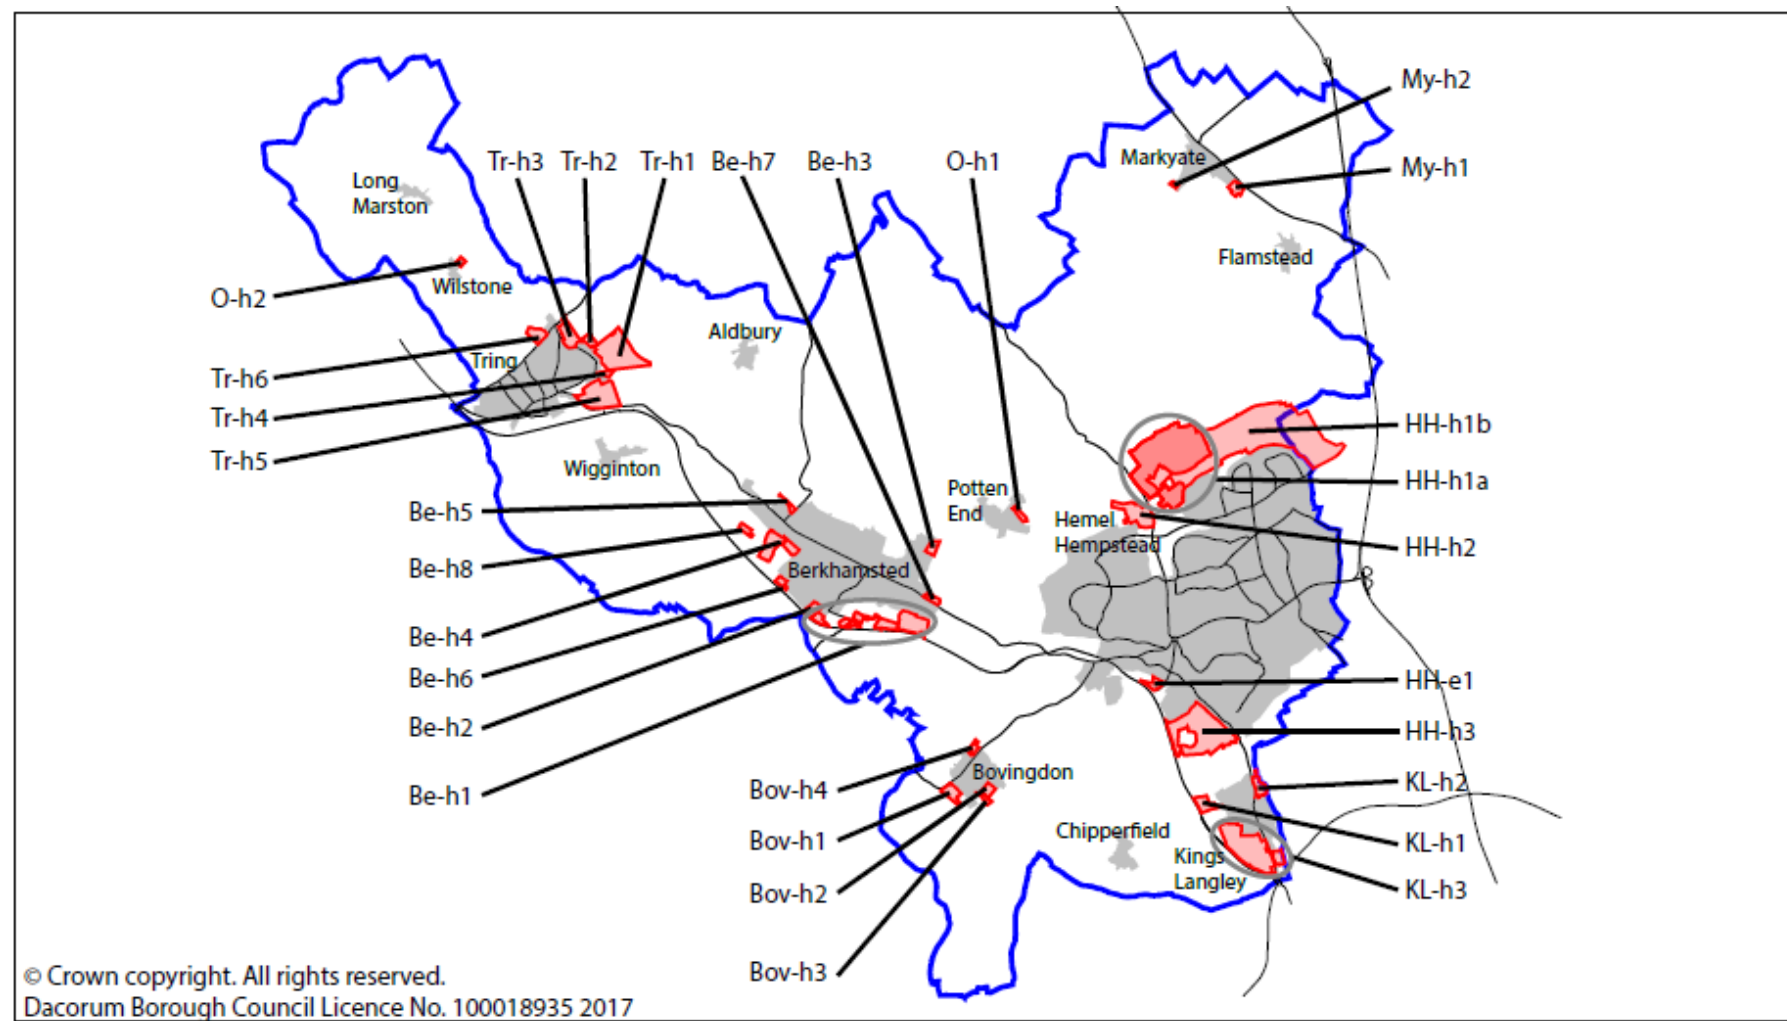 My-h2
Markyate
My-h1
Tr-h3 Tr-h2 Tr-h1 Be-h7 Be-h3 O-h1
Long
Marston
Flamstead
Wilstone
O-h2
Aldbury
Tring
Tr-h6
Tr-h4
Tr-h5
Wigginton
HH-h1b
HH-h1a
Potten
End
Hemel
Hempstead
HH-h2
Be-h5
Be-h8
Berkhamsted
Be-h4
Be-h6
Be-h2
Be-h1
HH-e1
HH-h3
KL-h2
KL-h1
KL-h3
Bovingdon
Bov-h4
Bov-h1
Bov-h2
Bov-h3
Chipperfield
Kings
Langley
© Crown copyright. All rights reserved.
Dacorum Borough Council Licence No. 100018935 2017